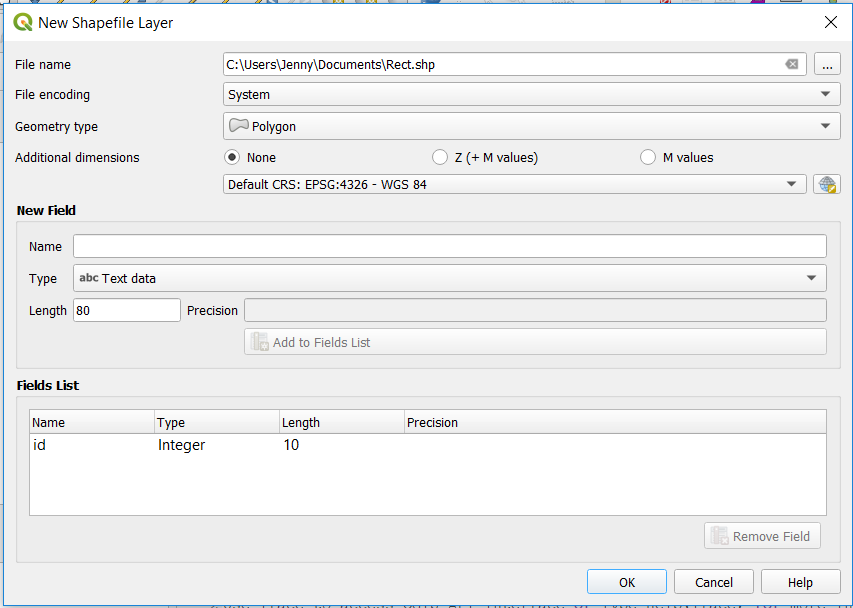 New Shapefile Layer
File name C:\Users\Jenny\Documents\Rect.shp ...
File encoding System
Geometry type Polygon
Additional dimensions None Z (+ M values) M values
Default CRS: EPSG:4326 - WGS 84
New Field
Name
Type abc Text data
Length 80 Precision
Add to Fields List
Fields List
Name Type Length Precision
id Integer 10
Remove Field
OK Cancel Help